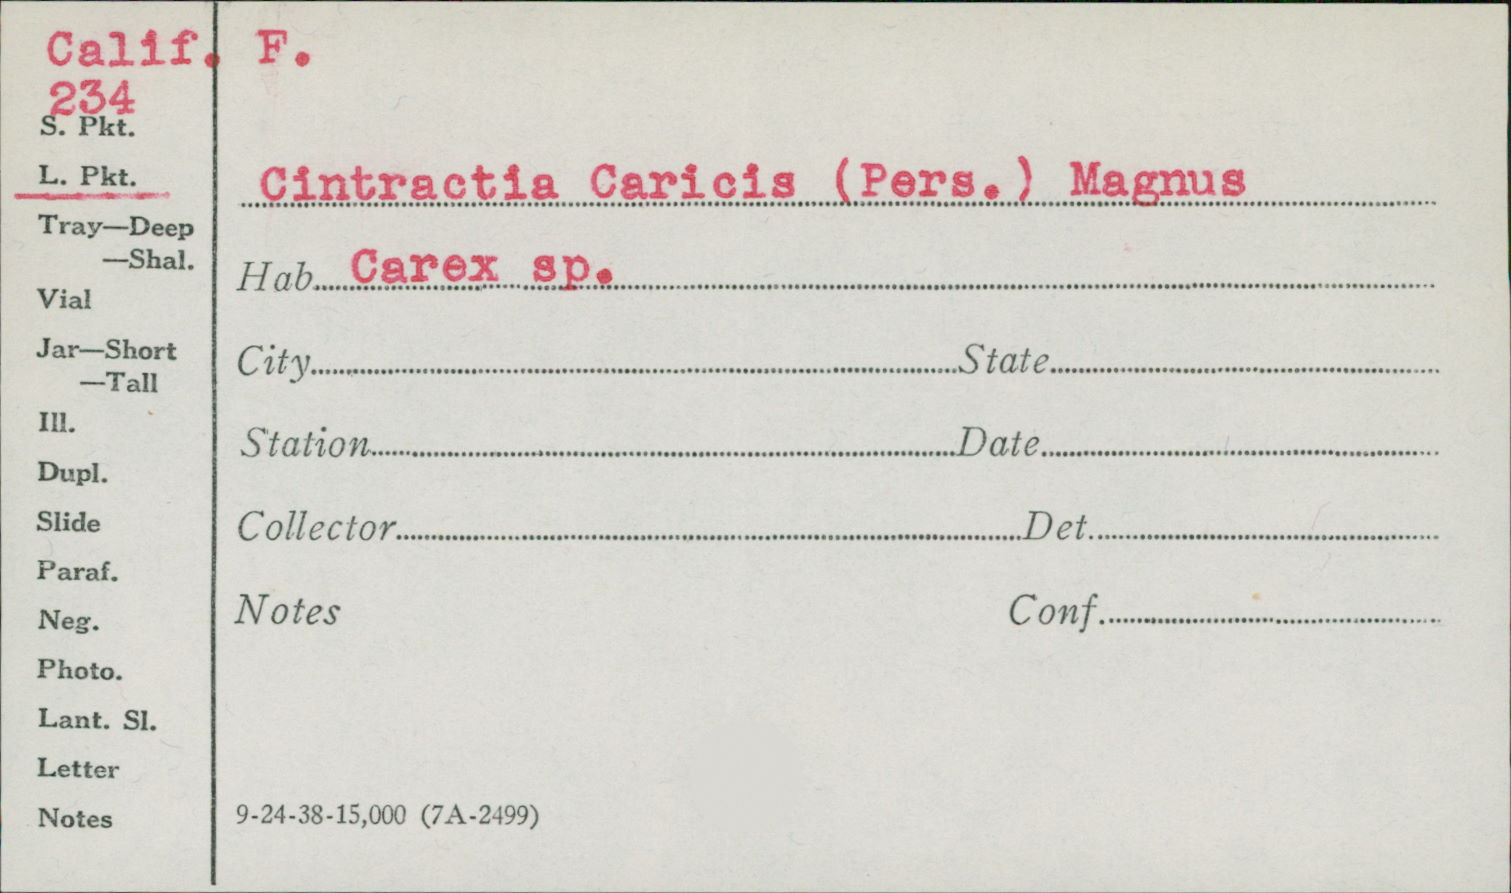 Calif. F.
234
S. Pkt.
L. Pkt.
Tray—Deep
—Shal.
Vial
Jar—Short
—Tall
Ill.
Dupl.
Slide
Paraf.
Neg.
Photo.
Lant. Sl.
Letter
Notes
Cintractia Caricis (Pers.) Magnus
Hab. Carex sp.
City State
Station Date
Collector Det.
Notes Conf.
9-24-38-15,000 (7A-2499)